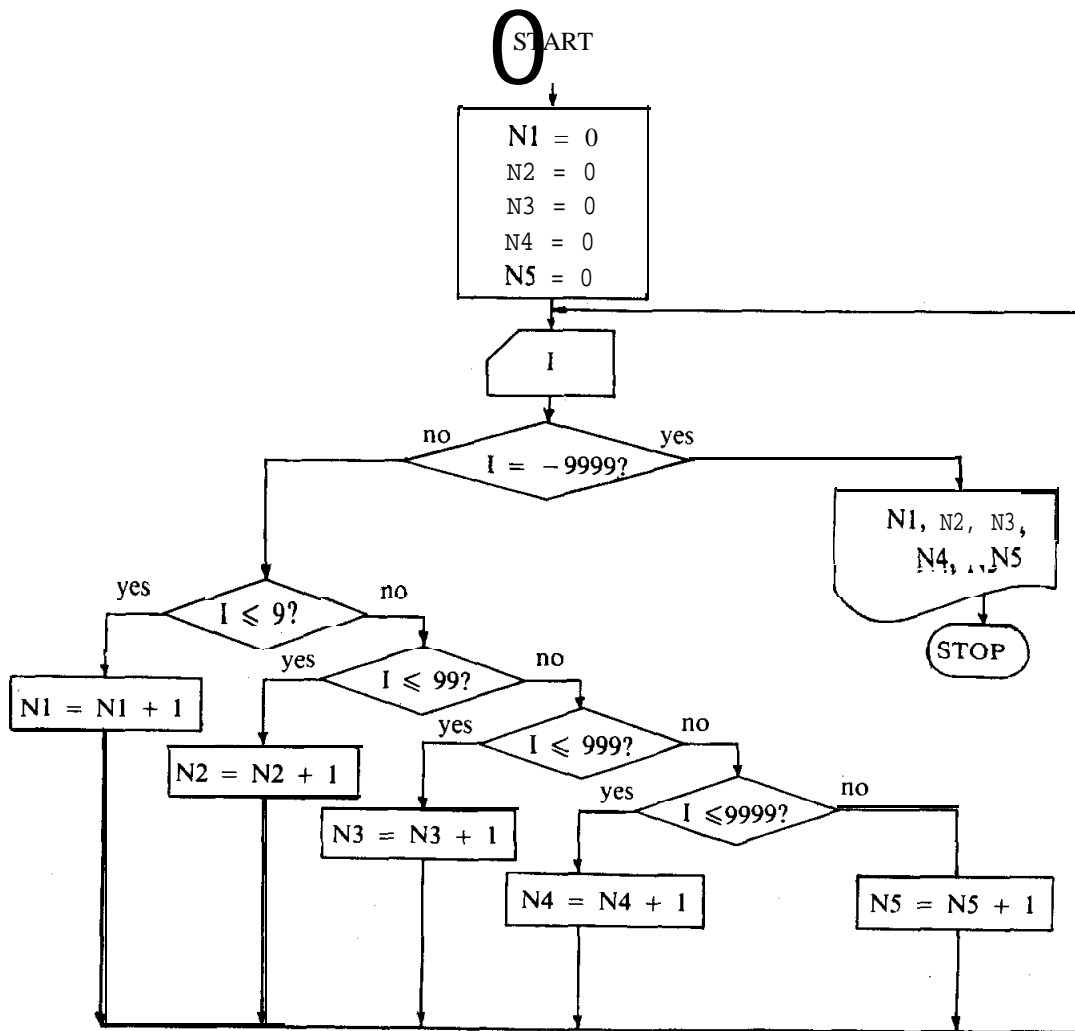 START
N1 = 0
N2 = 0
N3 = 0
N4 = 0
N5 = 0
I
no
yes
I = -9999?
N1, N2, N3,
N4, N5
STOP
yes
no
I ⩽ 9?
N1 = N1 + 1
yes
no
I ⩽ 99?
N2 = N2 + 1
yes
no
I ⩽ 999?
N3 = N3 + 1
yes
no
I ⩽9999?
N4 = N4 + 1
N5 = N5 + 1